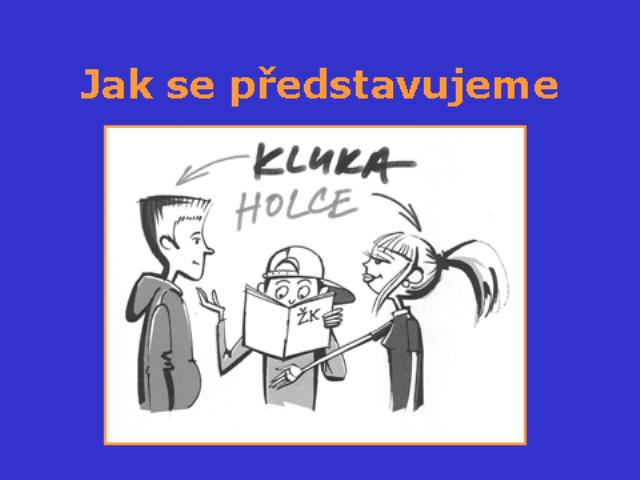 Jak se představujeme
KLUKA
HOLCE
ŽK